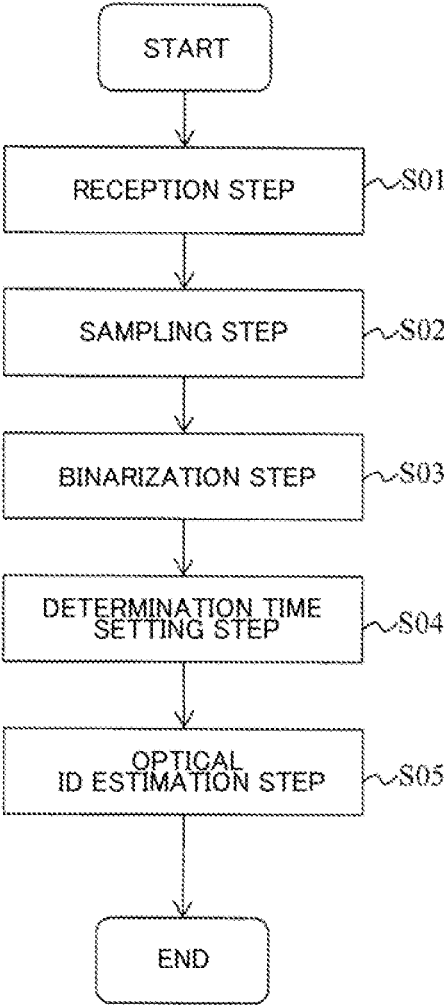 START
RECEPTION STEP
S01
SAMPLING STEP
S02
BINARIZATION STEP
S03
DETERMINATION TIME
SETTING STEP
S04
OPTICAL
ID ESTIMATION STEP
S05
END